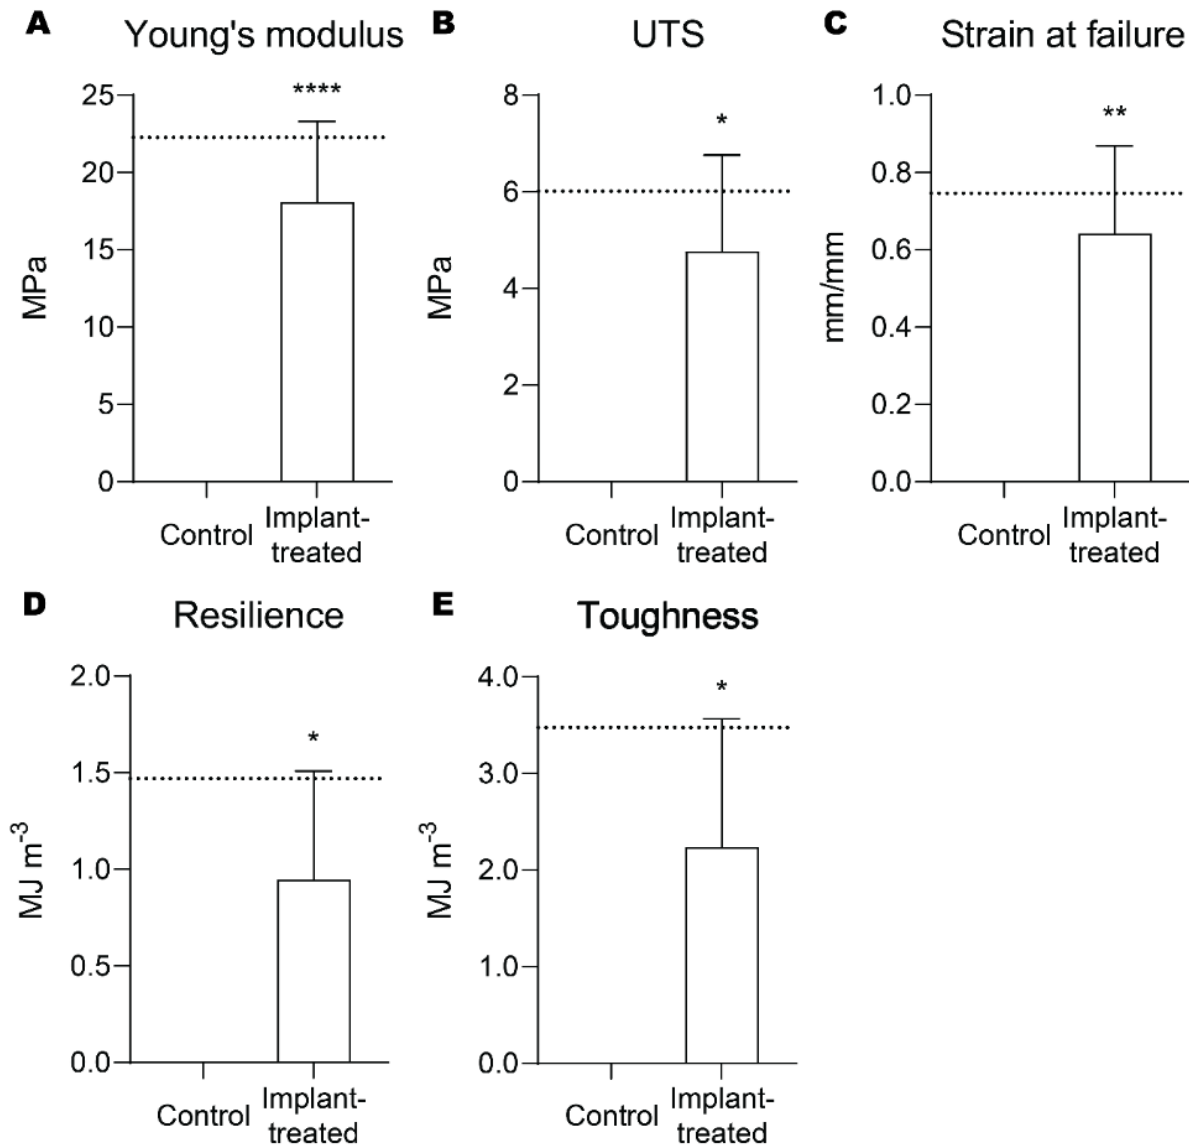 A Young's modulus
****
25
20
15
10
5
0
MPa
Control
Implant-
treated
B UTS
*
8
6
4
2
0
MPa
Control
Implant-
treated
C Strain at failure
**
1.0
0.8
0.6
0.4
0.2
0.0
mm/mm
Control
Implant-
treated
D Resilience
*
2.0
1.5
1.0
0.5
0.0
MJ m⁻³
Control
Implant-
treated
E Toughness
*
4.0
3.0
2.0
1.0
0.0
MJ m⁻³
Control
Implant-
treated